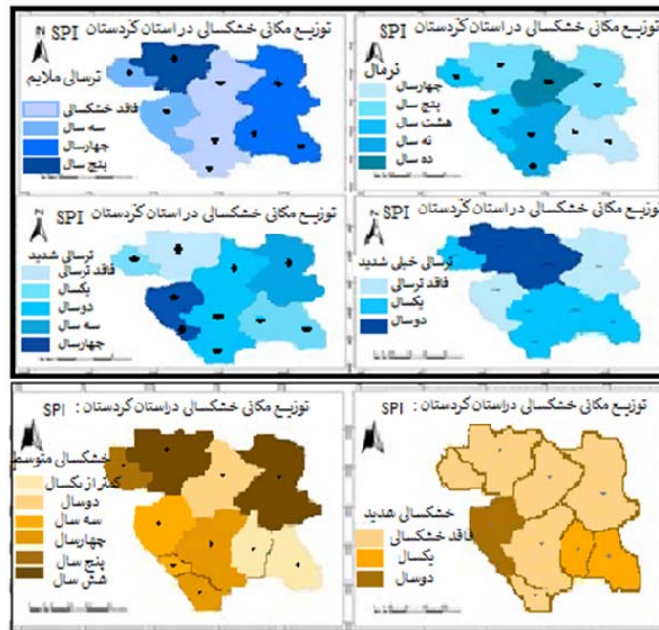 توزیع مکانی خشکسالی در استان کردستان SPI
نرمال
چهارسال
پنج سال
هشت سال
نه سال
ده سال
توزیع مکانی خشکسالی در استان کردستان SPI
ترسالی ملایم
فاقد خشکسالی
سه سال
چهارسال
پنج سال
توزیع مکانی خشکسالی در استان کردستان SPI
ترسالی خیلی شدید
فاقد ترسالی
یکسال
دوسال
توزیع مکانی خشکسالی در استان کردستان SPI
ترسالی شدید
فاقد ترسالی
یکسال
دوسال
سه سال
چهارسال
توزیع مکانی خشکسالی دراستان کردستان : SPI
خشکسالی شدید
فاقد خشکسالی
یکسال
دوسال
توزیع مکانی خشکسالی دراستان کردستان : SPI
خشکسالی متوسط
کمتر از یکسال
دوسال
سه سال
چهارسال
پنج سال
شش سال